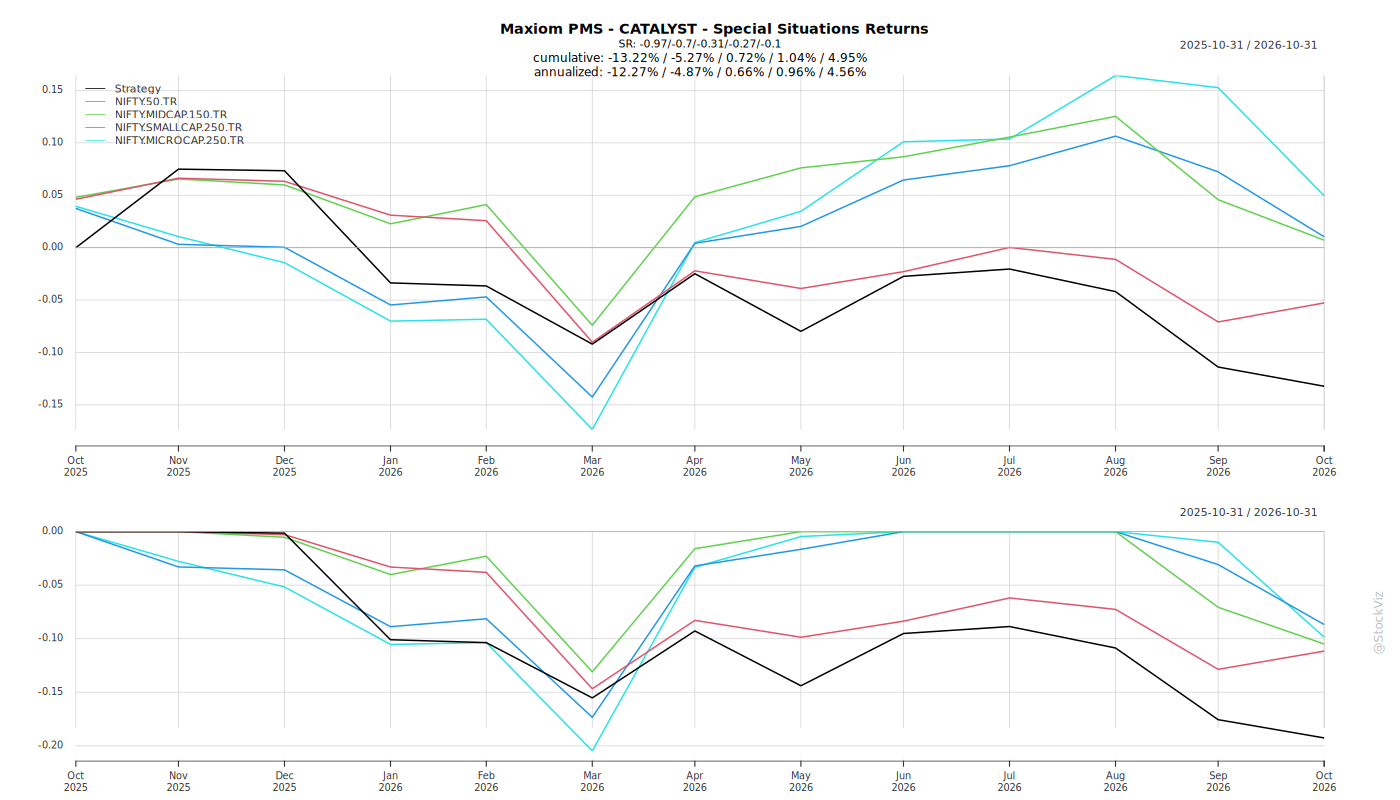 Maxiom PMS - CATALYST - Special Situations Returns
SR: -0.97/-0.7/-0.31/-0.27/-0.1
cumulative: -13.22% / -5.27% / 0.72% / 1.04% / 4.95%
annualized: -12.27% / -4.87% / 0.66% / 0.96% / 4.56%
2025-10-31 / 2026-10-31
Strategy
NIFTY.50.TR
NIFTY.MIDCAP.150.TR
NIFTY.SMALLCAP.250.TR
NIFTY.MICROCAP.250.TR
0.15
0.10
0.05
0.00
-0.05
-0.10
-0.15
Oct Nov Dec Jan Feb Mar Apr May Jun Jul Aug Sep Oct
2025 2025 2025 2026 2026 2026 2026 2026 2026 2026 2026 2026 2026
2025-10-31 / 2026-10-31
0.00
-0.05
-0.10
-0.15
-0.20
Oct Nov Dec Jan Feb Mar Apr May Jun Jul Aug Sep Oct
2025 2025 2025 2026 2026 2026 2026 2026 2026 2026 2026 2026 2026
@StockViz